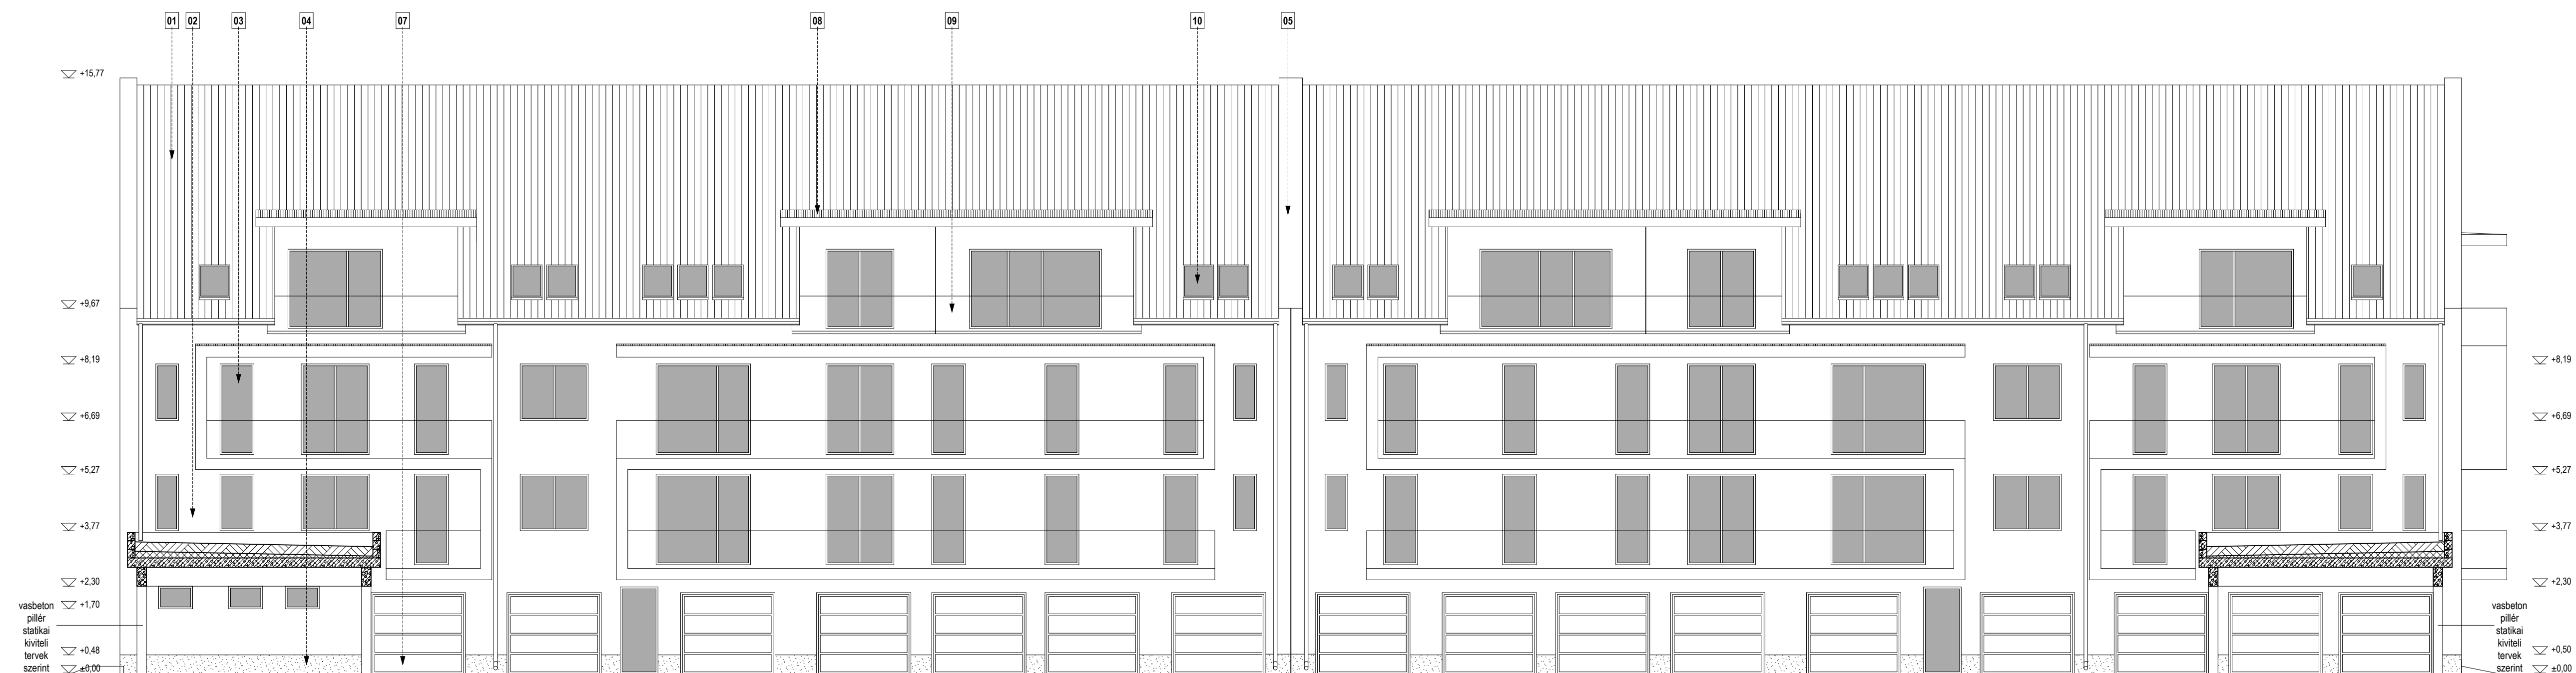 01 02 03 04 07 08 09 10 05
+15,77
+9,67
+8,19 +8,19
+6,69 +6,69
+5,27 +5,27
+3,77 +3,77
+2,30 +2,30
+1,70
vasbeton
pillér
statikai
kiviteli
tervek
szerint
vasbeton
pillér
statikai
kiviteli
tervek
szerint
+0,48 +0,50
±0,00 ±0,00